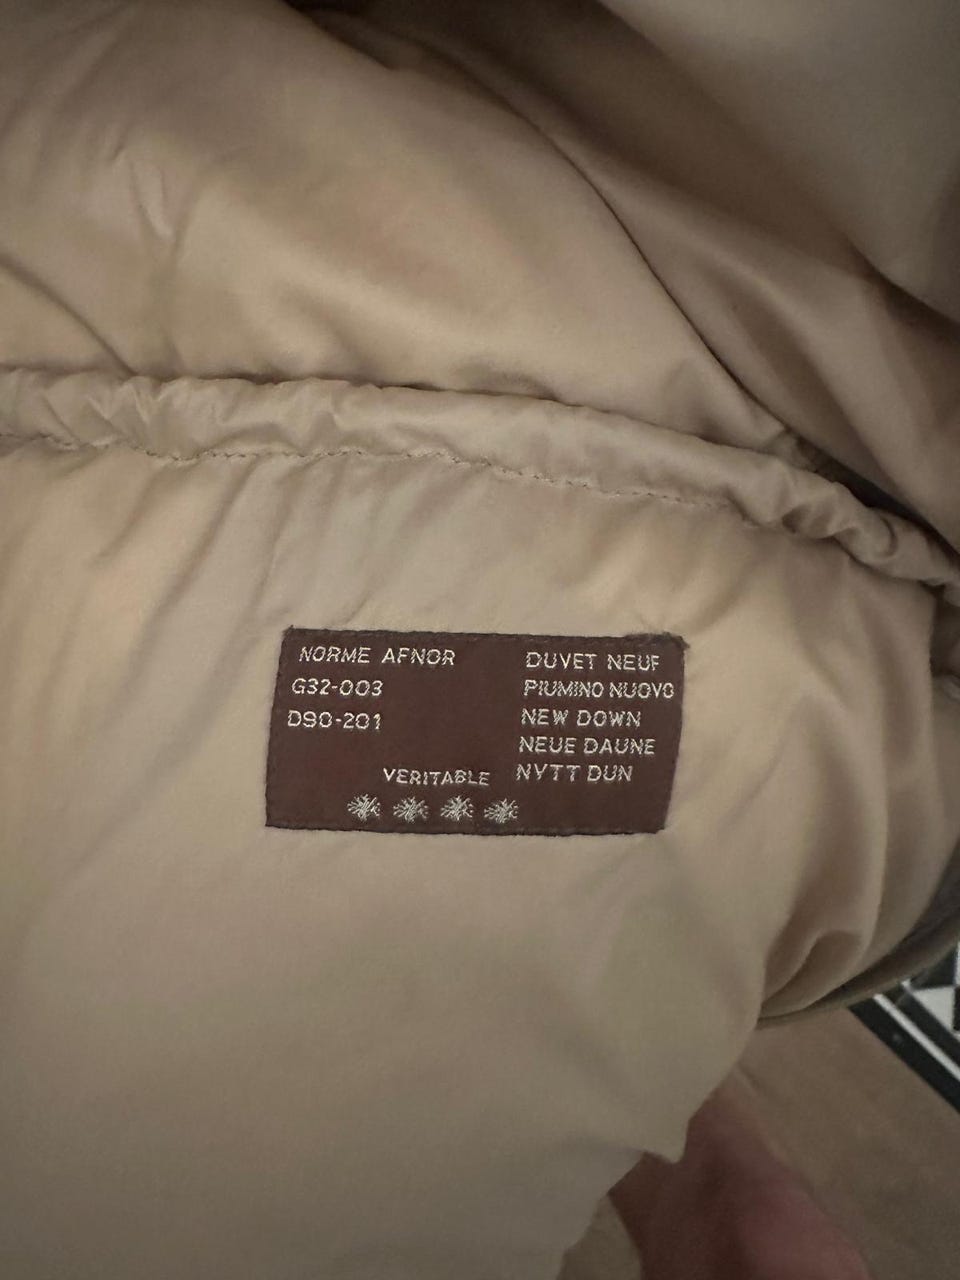 NORME AFNOR
G32-003
D90-201
VERITABLE
DUVET NEUF
PIUMINO NUOVO
NEW DOWN
NEUE DAUNE
NYTT DUN